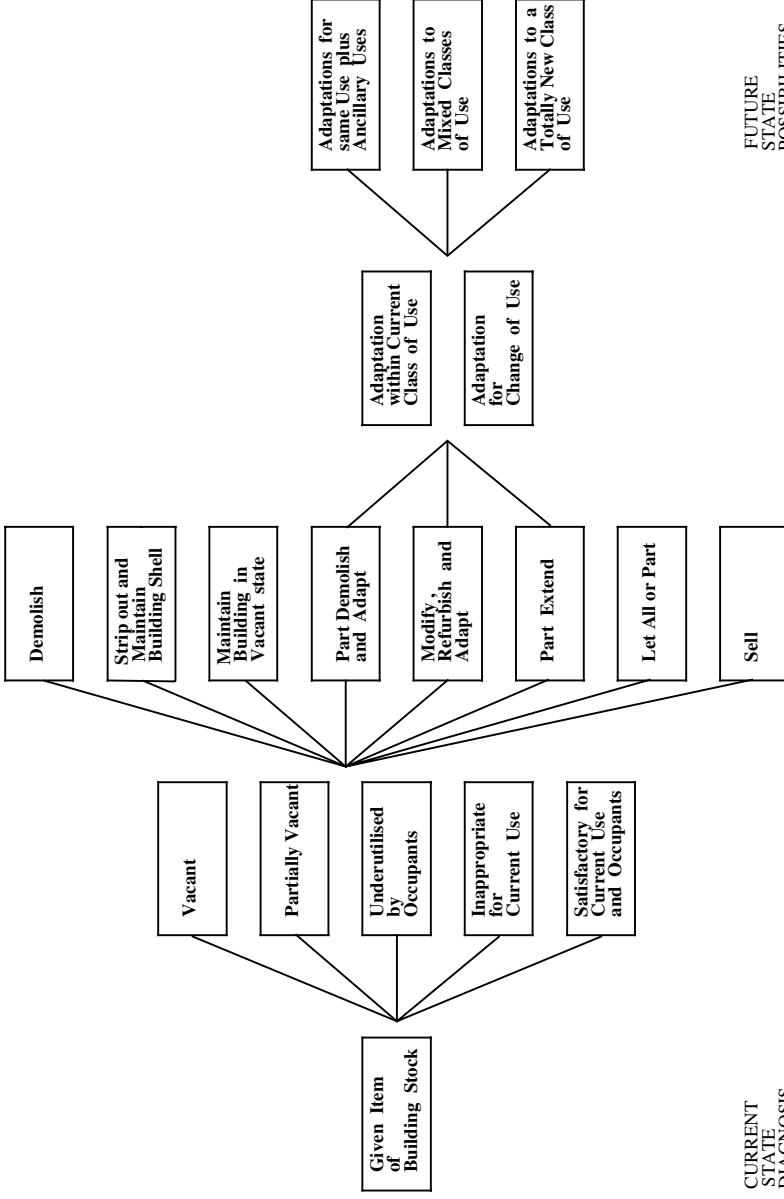 Given Item
of
Building Stock
Vacant
Partially Vacant
Underutilised
by
Occupants
Inappropriate
for
Current Use
Satisfactory for
Current Use
and Occupants
Demolish
Strip out and
Maintain
Building Shell
Maintain
Building in
Vacant state
Part Demolish
and Adapt
Modify,
Refurbish and
Adapt
Part Extend
Let All or Part
Sell
Adaptation
within Current
Class of Use
Adaptation
for
Change of Use
Adaptations for
same Use plus
Ancillary Uses
Adaptations to
Mixed Classes
of Use
Adaptations to a
Totally New Class
of Use
CURRENT
STATE
DIAGNOSIS
FUTURE
STATE
POSSIBILITIES